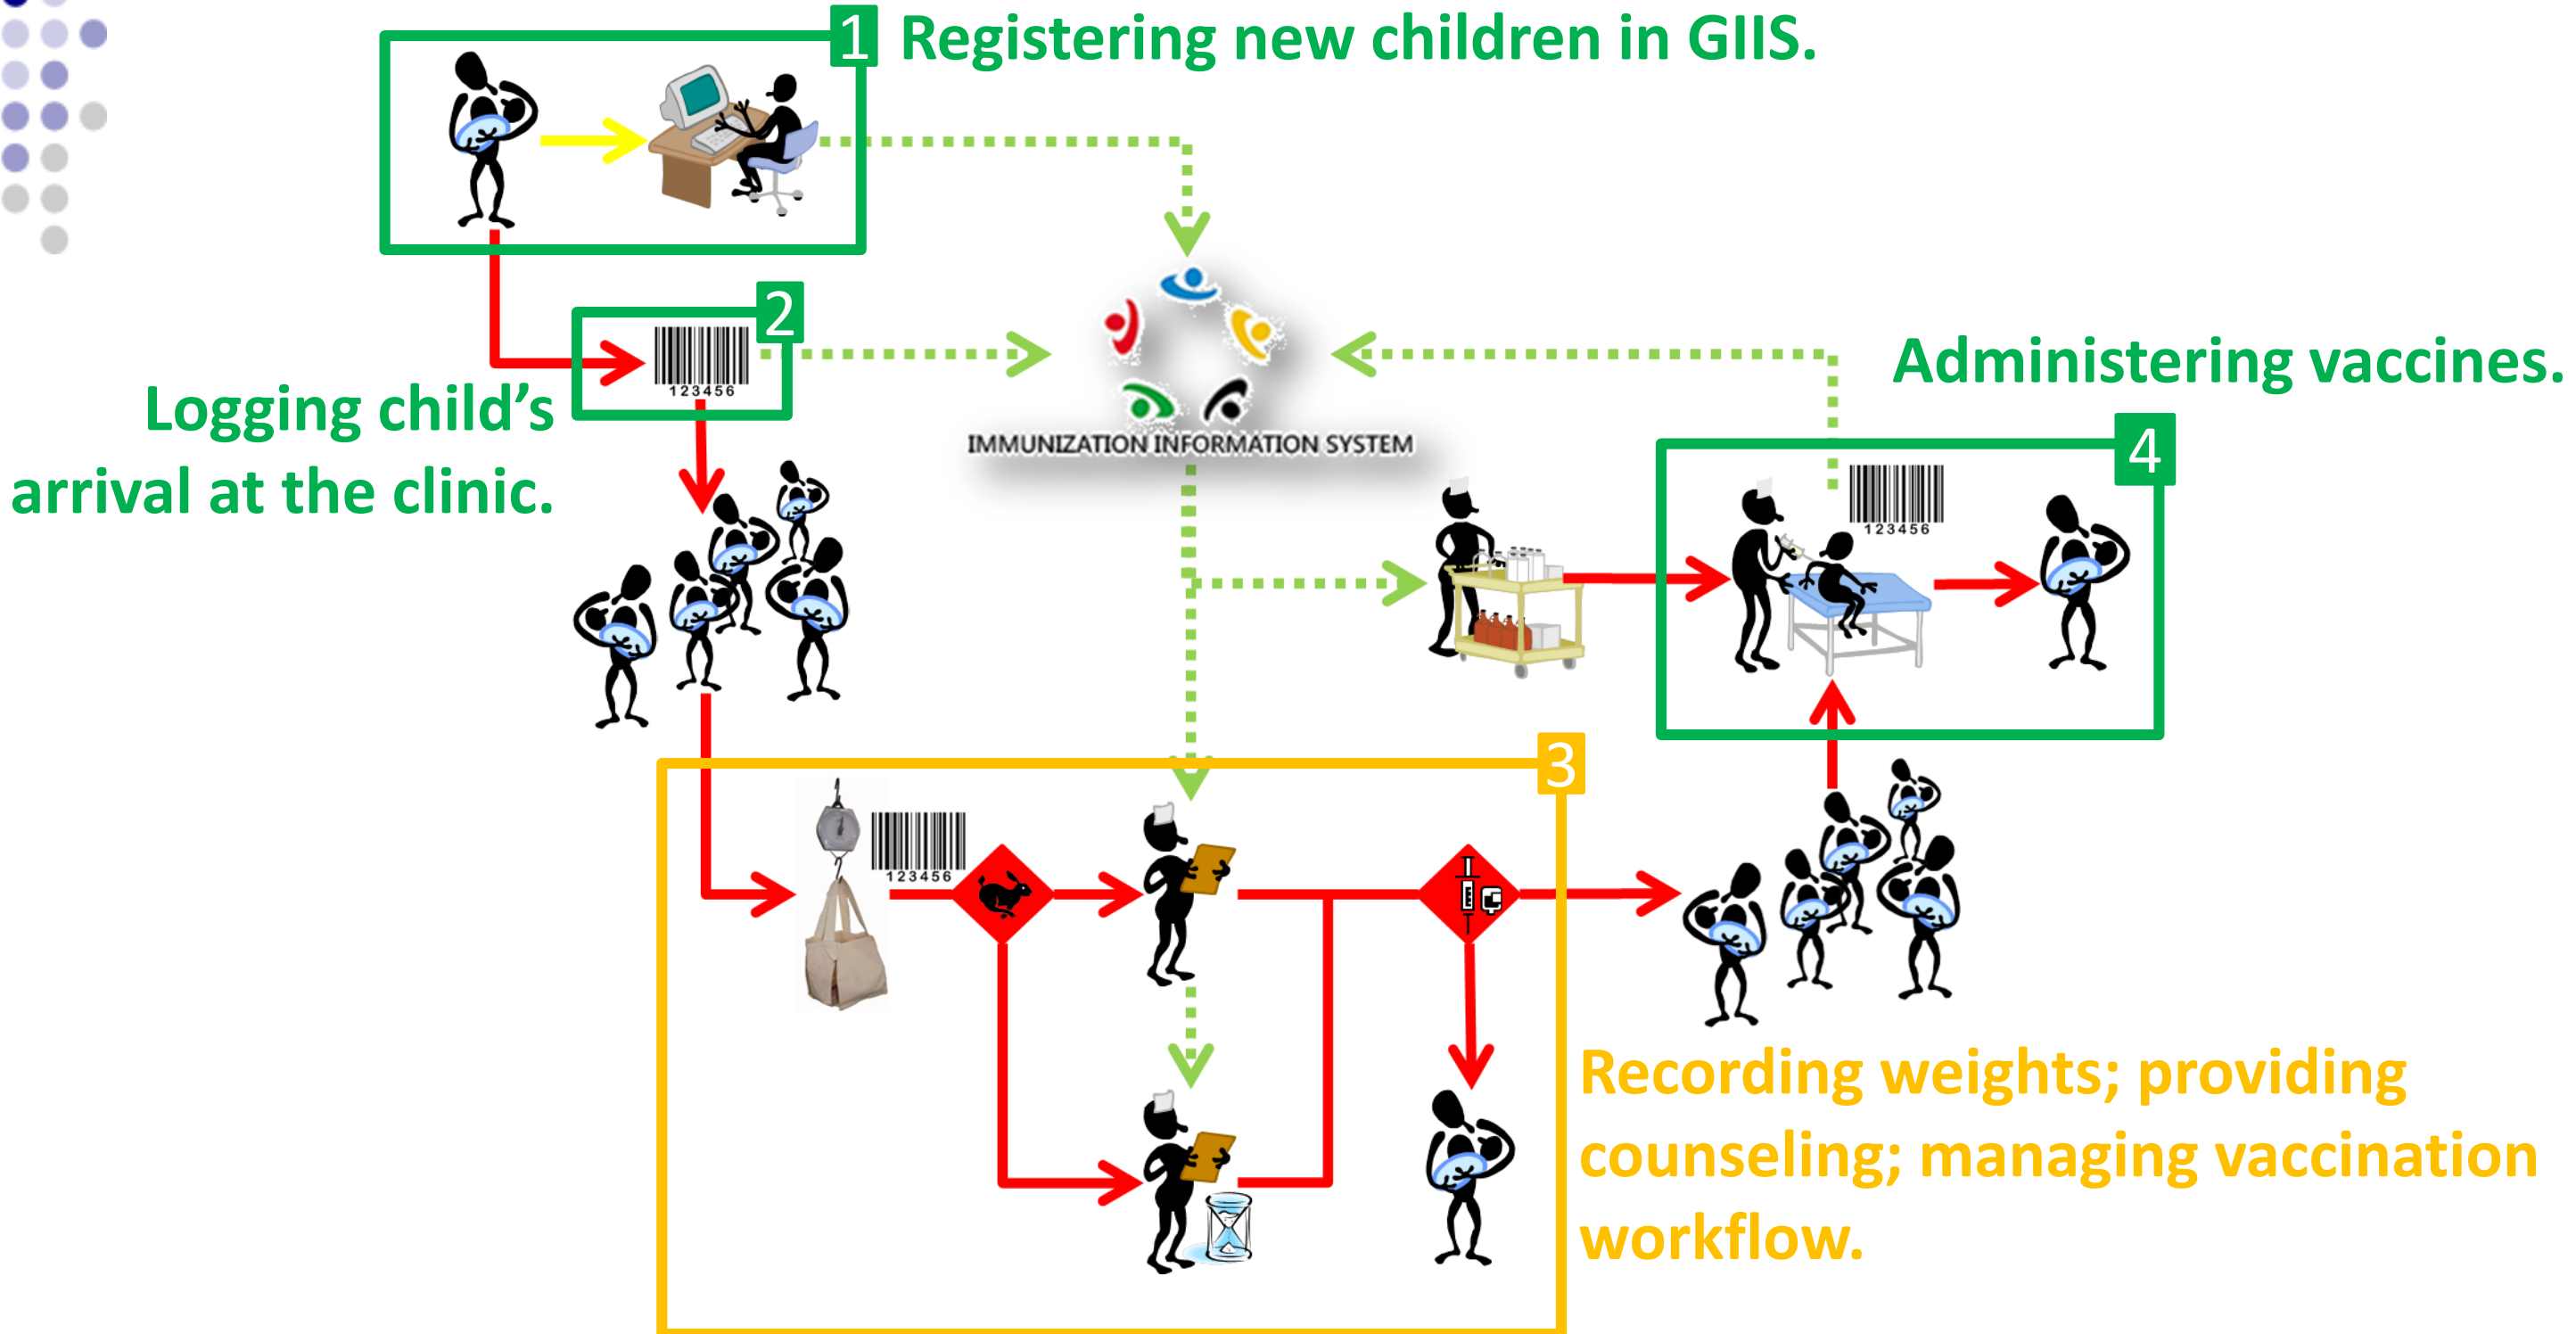 1
Registering new children in GIIS.
2
123456
Logging child's
arrival at the clinic.
IMMUNIZATION INFORMATION SYSTEM
Administering vaccines.
4
123456
3
123456
Recording weights; providing
counseling; managing vaccination
workflow.